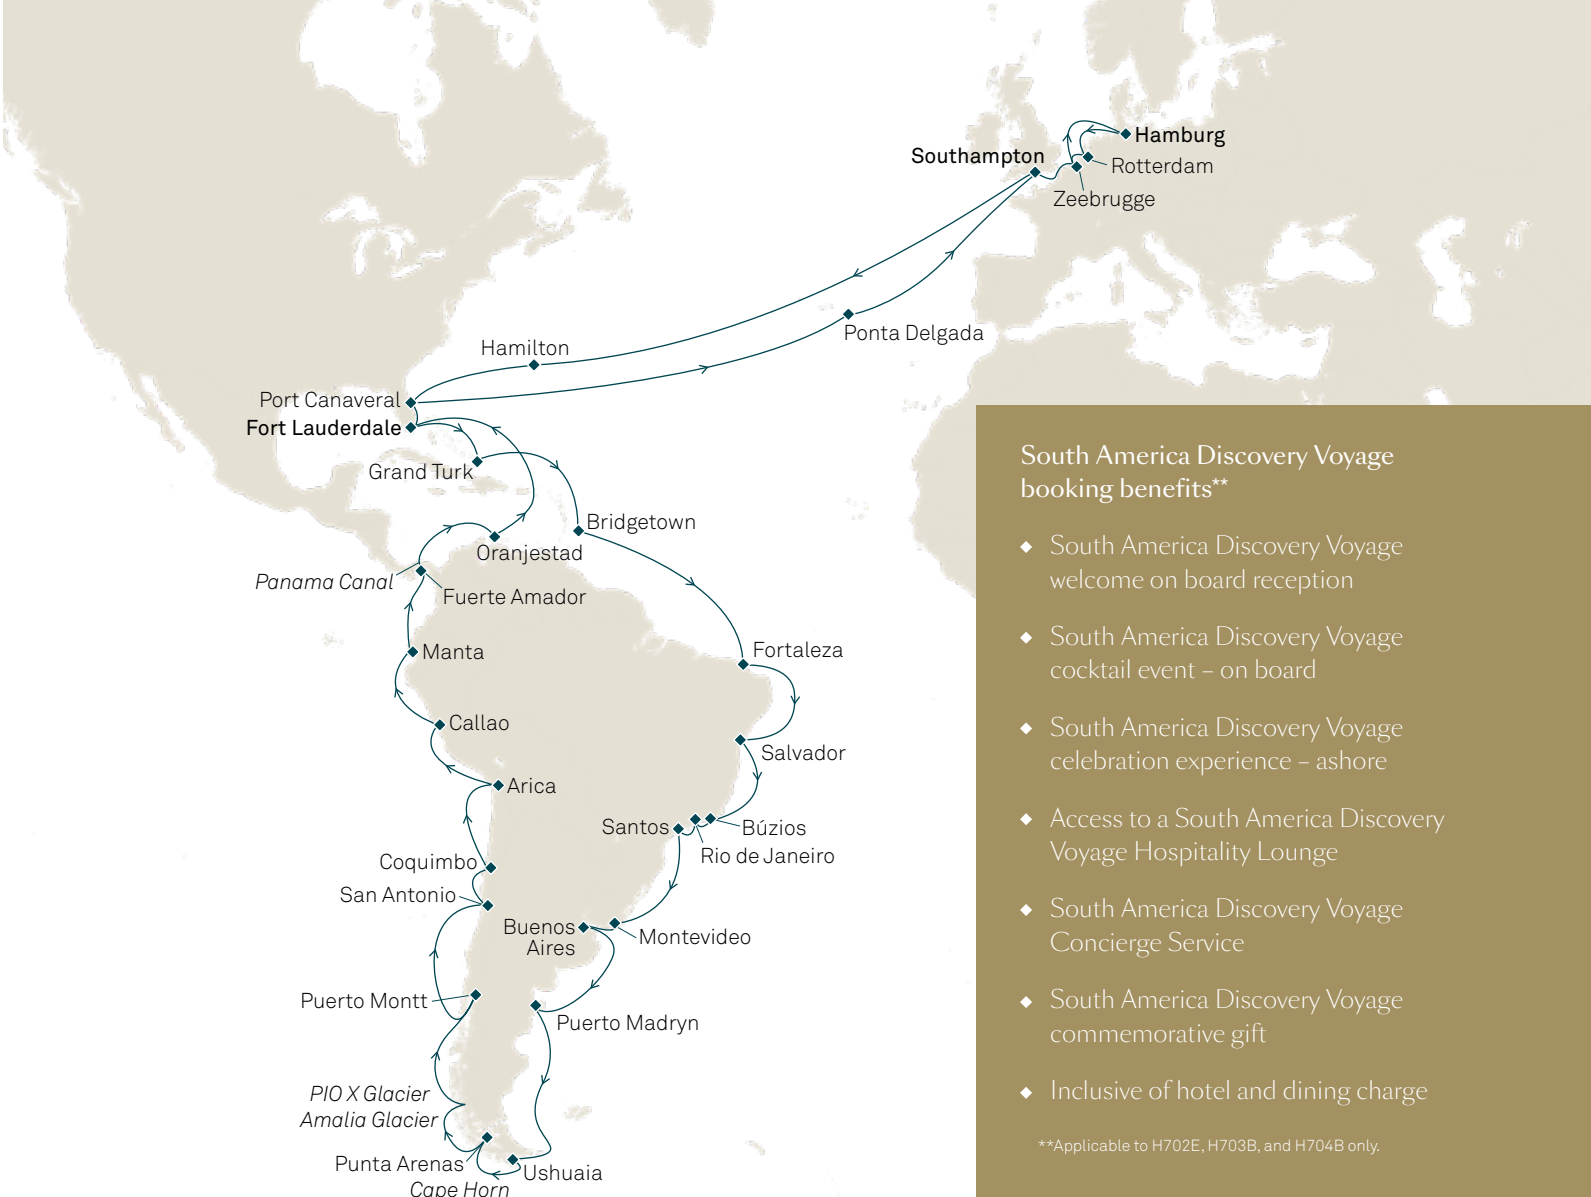 Hamburg
Southampton
Rotterdam
Zeebrugge
Ponta Delgada
Hamilton
Port Canaveral
Fort Lauderdale
Grand Turk
Bridgetown
Oranjestad
Panama Canal
Fuerte Amador
Manta
Fortaleza
Callao
Salvador
Arica
Santos
Búzios
Rio de Janeiro
Coquimbo
San Antonio
Buenos
Aires
Montevideo
Puerto Montt
Puerto Madryn
PIO X Glacier
Amalia Glacier
Punta Arenas
Ushuaia
Cape Horn
South America Discovery Voyage
booking benefits**
South America Discovery Voyage
welcome on board reception
South America Discovery Voyage
cocktail event – on board
South America Discovery Voyage
celebration experience – ashore
Access to a South America Discovery
Voyage Hospitality Lounge
South America Discovery Voyage
Concierge Service
South America Discovery Voyage
commemorative gift
Inclusive of hotel and dining charge
**Applicable to H702E, H703B, and H704B only.